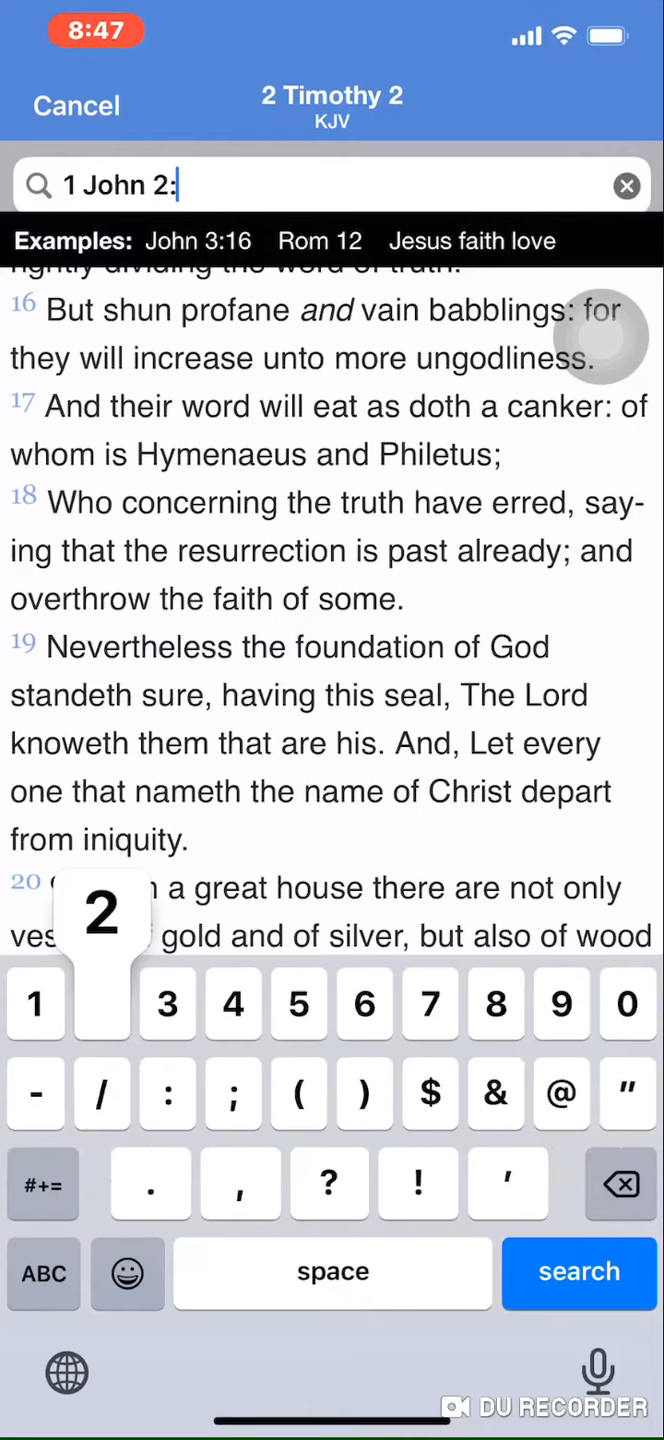 8:47
Cancel
2 Timothy 2
KJV
1 John 2:
Examples: John 3:16 Rom 12 Jesus faith love
rightly dividing the word of truth.
16 But shun profane and vain babblings: for
they will increase unto more ungodliness.
17 And their word will eat as doth a canker: of
whom is Hymenaeus and Philetus;
18 Who concerning the truth have erred, say-
ing that the resurrection is past already; and
overthrow the faith of some.
19 Nevertheless the foundation of God
standeth sure, having this seal, The Lord
knoweth them that are his. And, Let every
one that nameth the name of Christ depart
from iniquity.
20 a great house there are not only
gold and of silver, but also of wood
2
1 3 4 5 6 7 8 9 0
- / : ; ( ) $ & @ "
#+= . , ? ! '
ABC space search
DU RECORDER